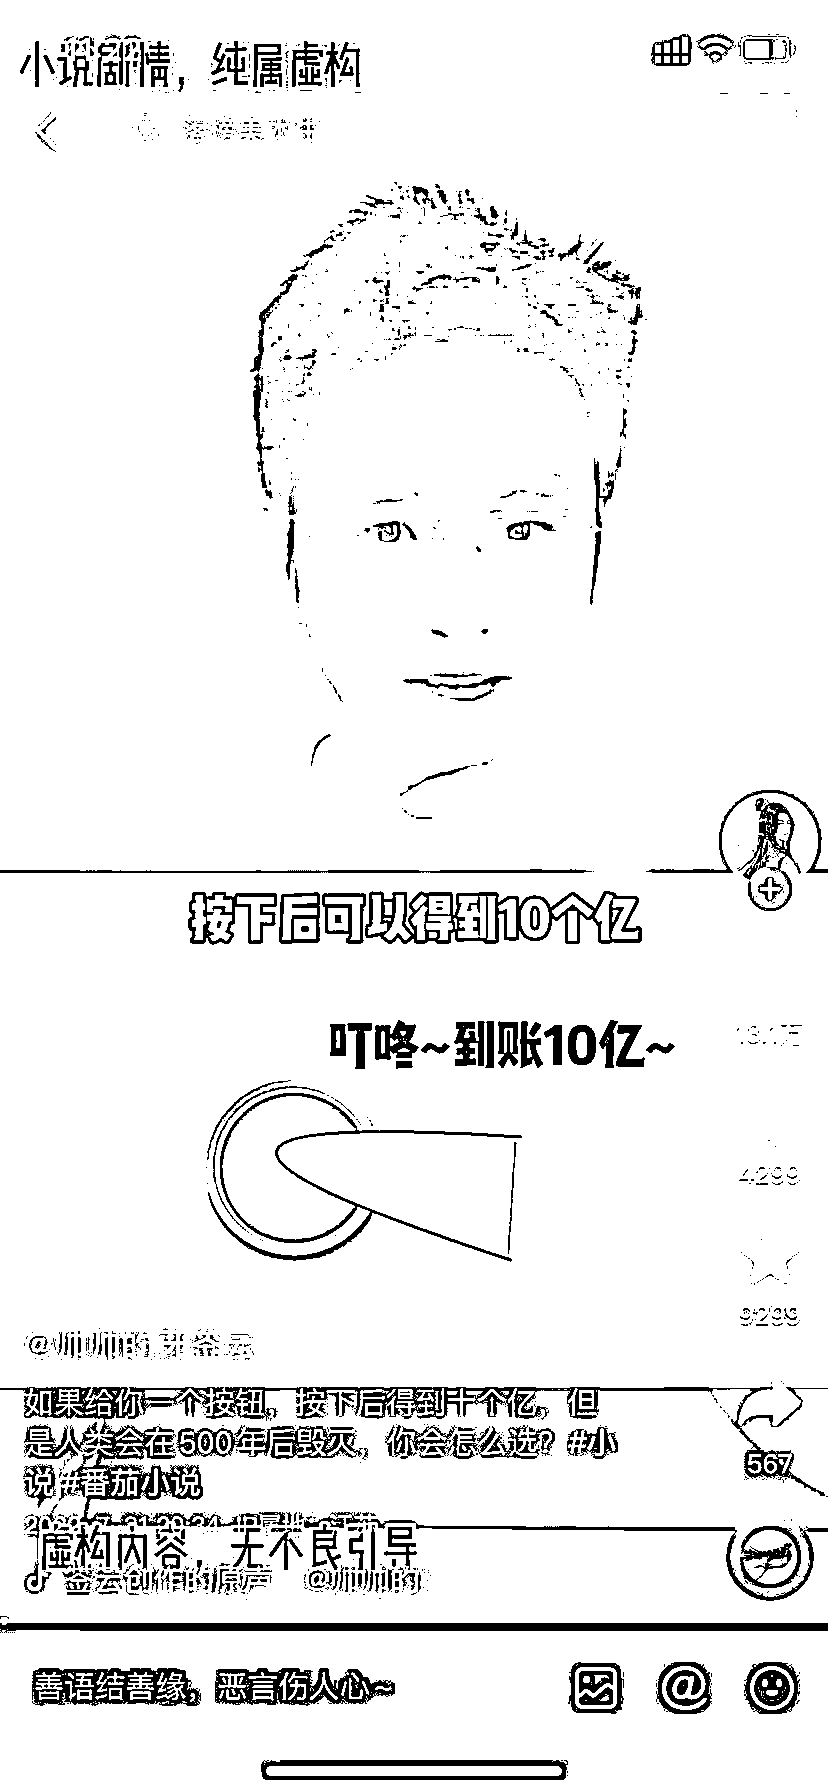 小说剧情，纯属虚构
按下后可以得到10个亿
叮咚~到账10亿~
4299
9299
如果给你一个按钮，按下后得到十个亿，但
是人类会在500年后毁灭，你会怎么选？#小
说 #番茄小说
567
虚构内容，无不良引导
善语结善缘，恶言伤人心~